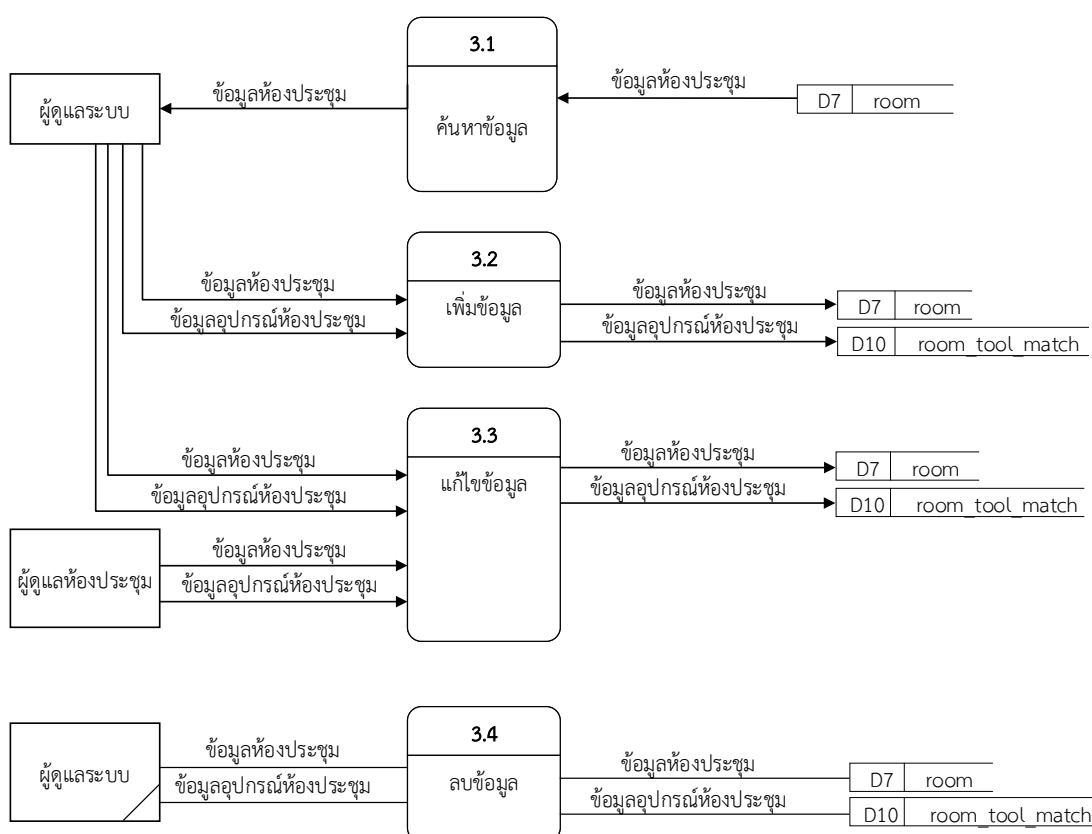 3.1
ผู้ดูแลระบบ
ข้อมูลห้องประชุม
ค้นหาข้อมูล
ข้อมูลห้องประชุม
D7 room
3.2
ข้อมูลห้องประชุม
ข้อมูลอุปกรณ์ห้องประชุม
เพิ่มข้อมูล
ข้อมูลห้องประชุม
D7 room
ข้อมูลอุปกรณ์ห้องประชุม
D10 room_tool_match
3.3
ข้อมูลห้องประชุม
ข้อมูลอุปกรณ์ห้องประชุม
แก้ไขข้อมูล
ข้อมูลห้องประชุม
D7 room
ข้อมูลอุปกรณ์ห้องประชุม
D10 room_tool_match
ผู้ดูแลห้องประชุม
ข้อมูลห้องประชุม
ข้อมูลอุปกรณ์ห้องประชุม
3.4
ผู้ดูแลระบบ
ข้อมูลห้องประชุม
ข้อมูลอุปกรณ์ห้องประชุม
ลบข้อมูล
ข้อมูลห้องประชุม
D7 room
ข้อมูลอุปกรณ์ห้องประชุม
D10 room_tool_match